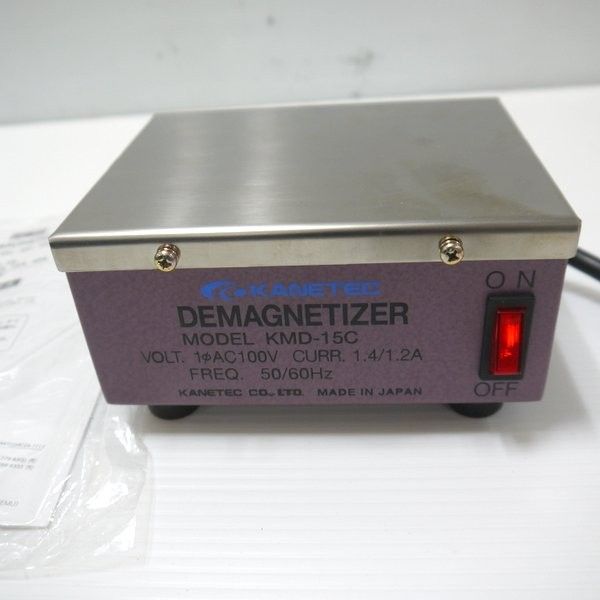 KANETEC
DEMAGNETIZER
MODEL KMD-15C
VOLT. 1φAC100V CURR. 1.4/1.2A
FREQ. 50/60Hz
KANETEC CO., LTD. MADE IN JAPAN
ON
OFF